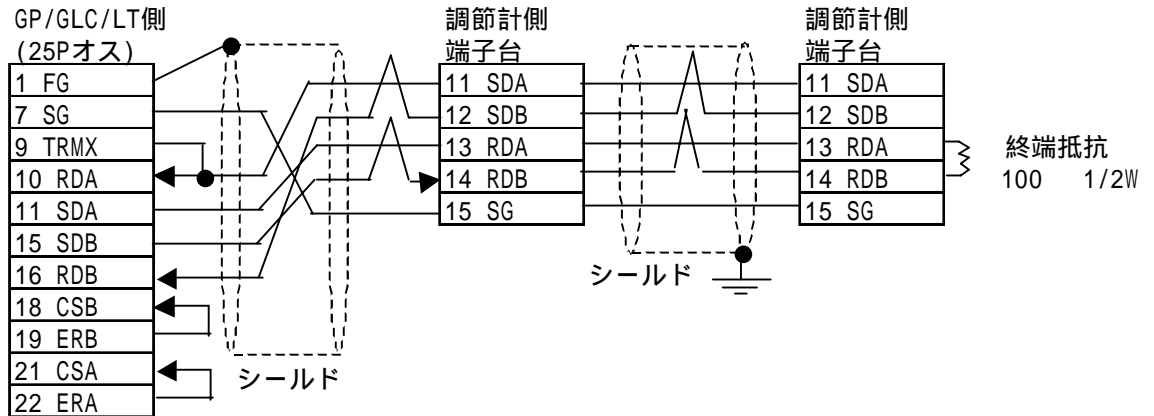 GP/GLC/LT側
(25Pオス)
1 FG
7 SG
9 TRMX
10 RDA
11 SDA
15 SDB
16 RDB
18 CSB
19 ERB
21 CSA
22 ERA
シールド
調節計側
端子台
11 SDA
12 SDB
13 RDA
14 RDB
15 SG
シールド
調節計側
端子台
11 SDA
12 SDB
13 RDA
14 RDB
15 SG
終端抵抗
100 1/2W